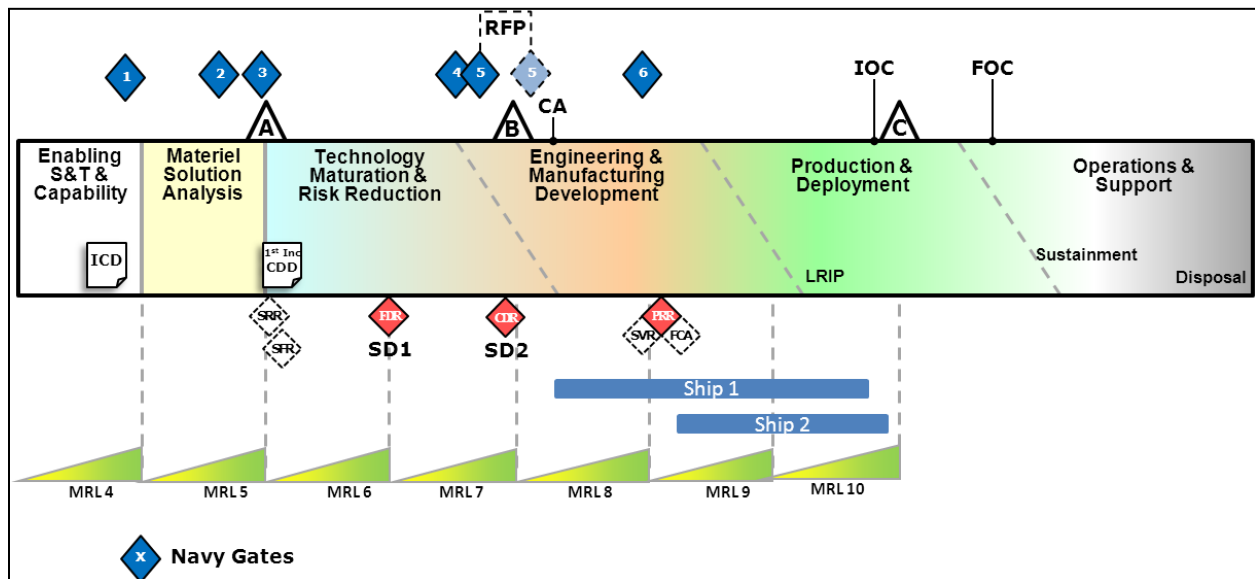 RFP
1
2
3
4
5
5
6
IOC
FOC
CA
A
B
C
Enabling
S&T &
Capability
Materiel
Solution
Analysis
Technology
Maturation &
Risk Reduction
Engineering &
Manufacturing
Development
Production &
Deployment
Operations &
Support
ICD
1st Inc
CDD
Sustainment
LRIP
Disposal
SRR
SFR
PDR
CDR
SVR
PRR
FCA
SD1
SD2
Ship 1
Ship 2
MRL 4
MRL 5
MRL 6
MRL 7
MRL 8
MRL 9
MRL 10
x
Navy Gates